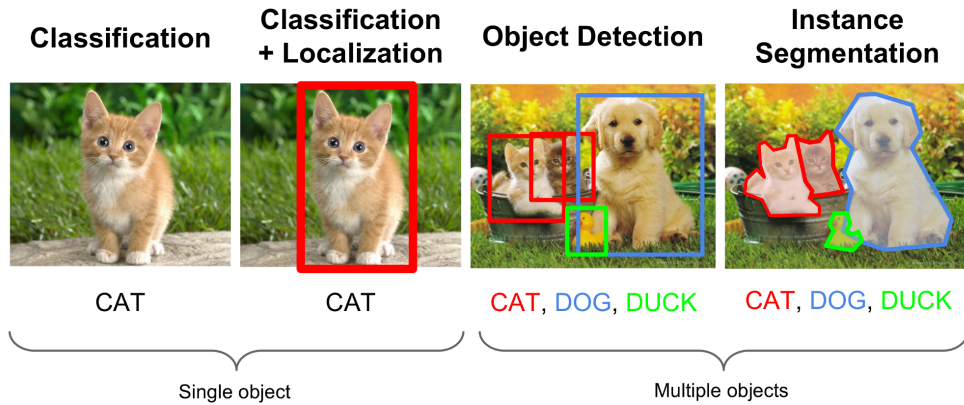 Classification
Classification
+ Localization
Object Detection
Instance
Segmentation
CAT
CAT
CAT, DOG, DUCK
CAT, DOG, DUCK
Single object
Multiple objects